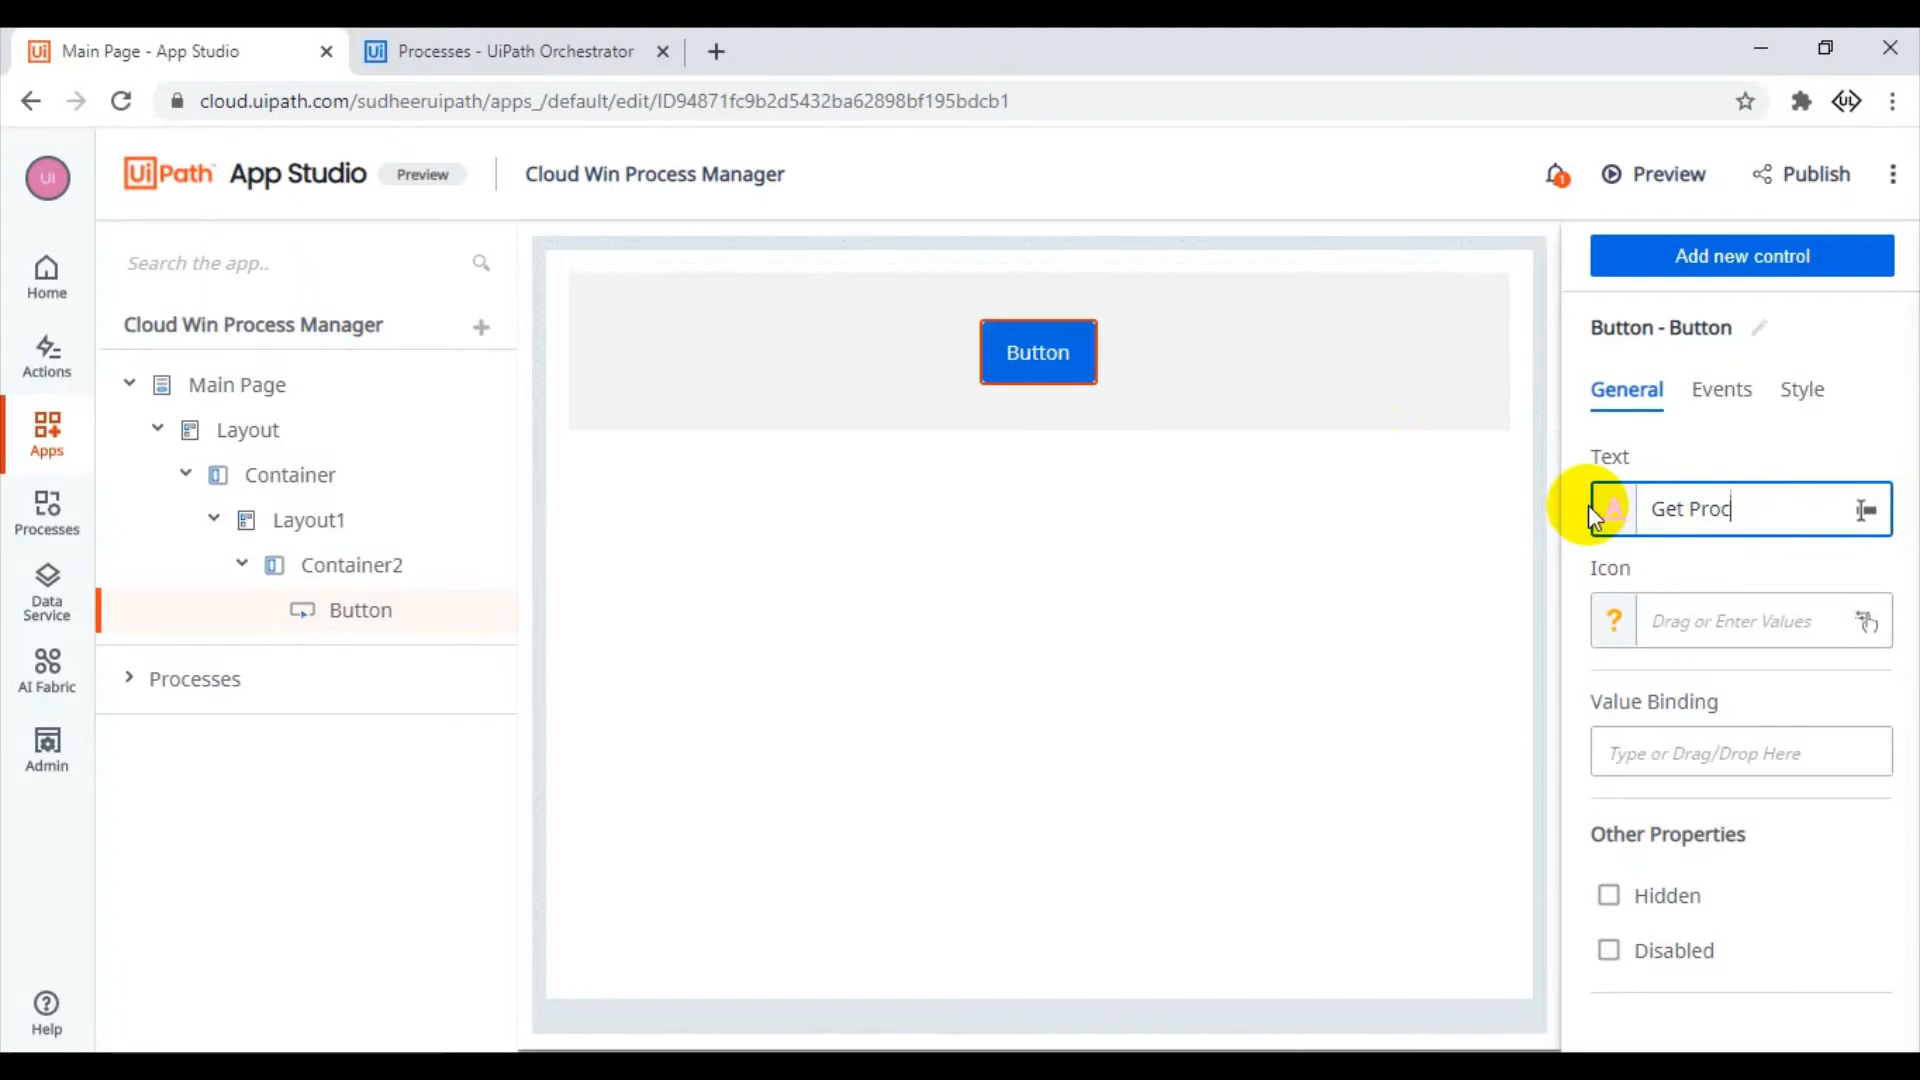 Main Page - App Studio
Processes - UiPath Orchestrator
cloud.uipath.com/sudheeruipath/apps_/default/edit/ID94871fc9b2d5432ba62898bf195bdcb1
UL
UI
UiPath App Studio
Preview
Cloud Win Process Manager
1
Preview
Publish
Home
Actions
Apps
Processes
Data
Service
AI Fabric
Admin
Help
Search the app..
Cloud Win Process Manager
Main Page
Layout
Container
Layout1
Container2
Button
Processes
Button
Add new control
Button - Button
General
Events
Style
Text
A
Get Proc
Icon
?
Drag or Enter Values
Value Binding
Type or Drag/Drop Here
Other Properties
Hidden
Disabled